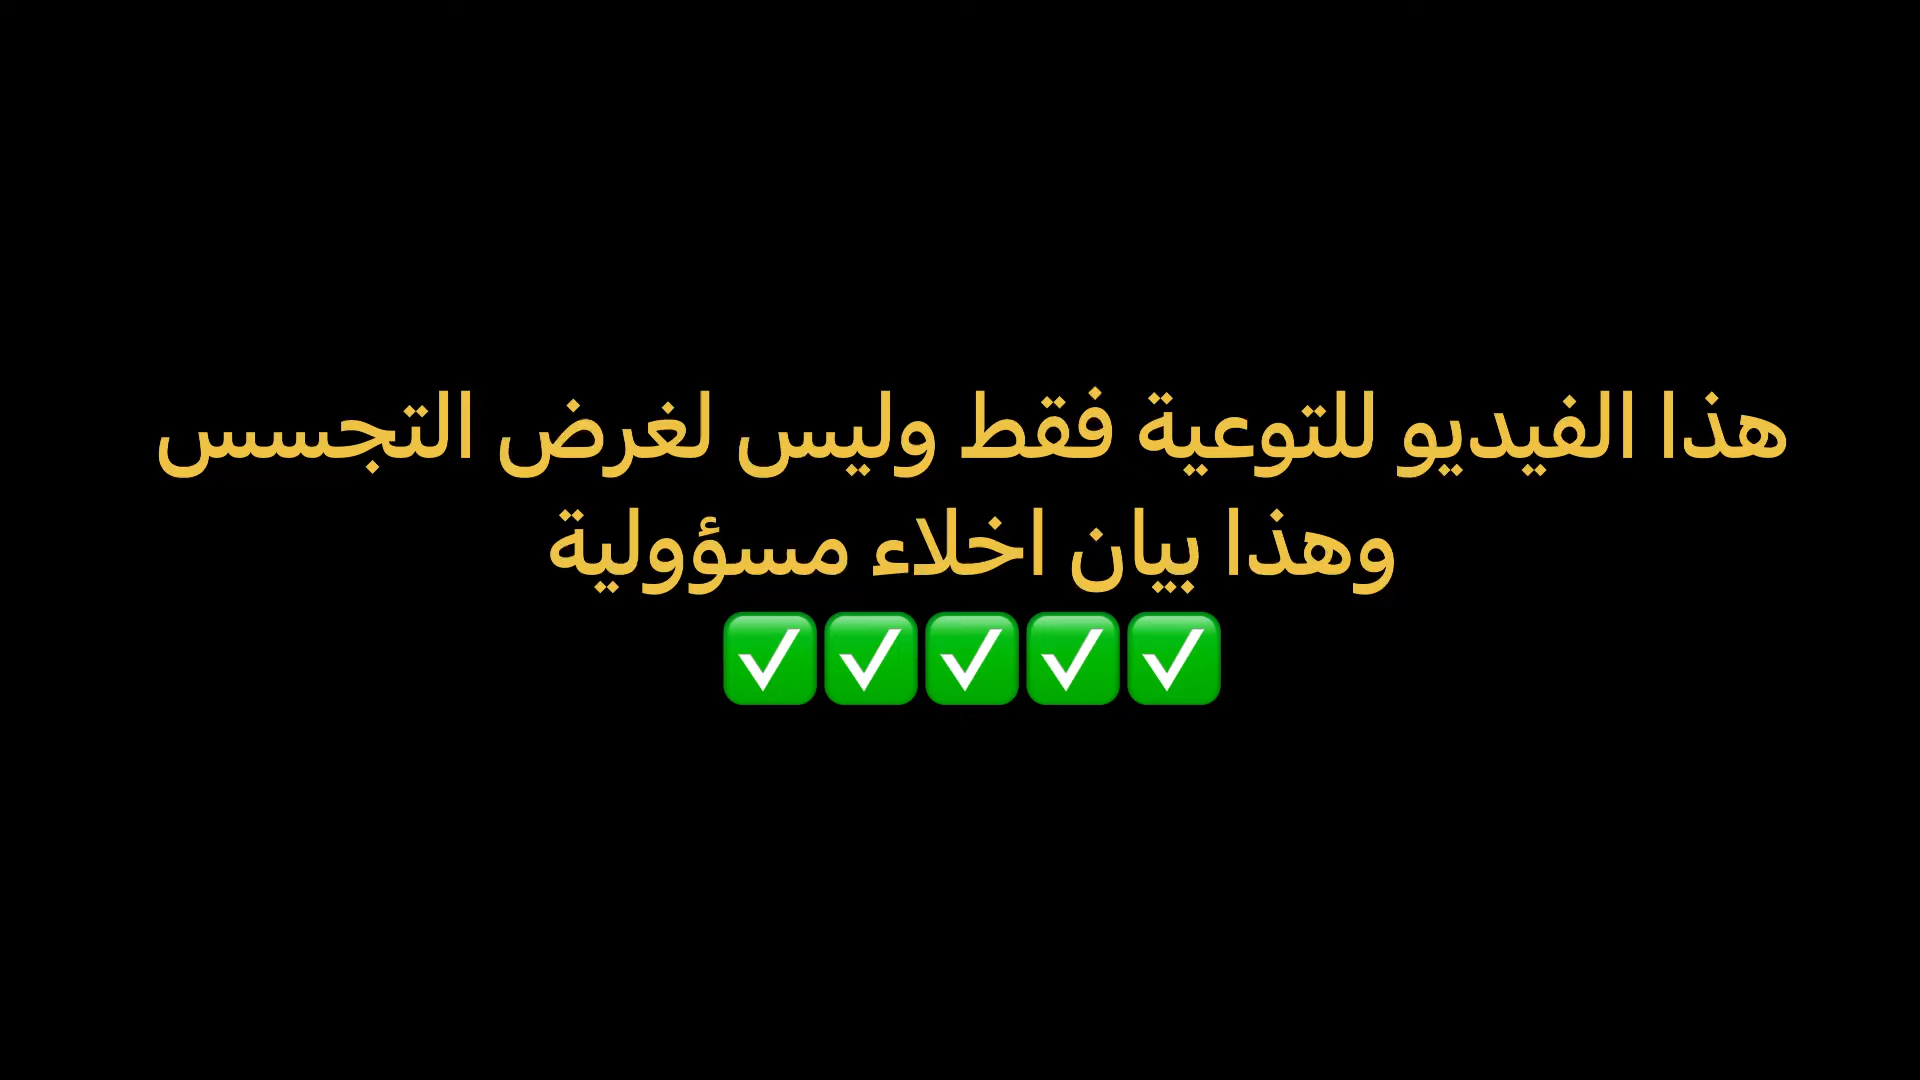 هذا الفيديو للتوعية فقط وليس لغرض التجسس
وهذا بيان اخلاء مسؤولية
✅✅✅✅✅